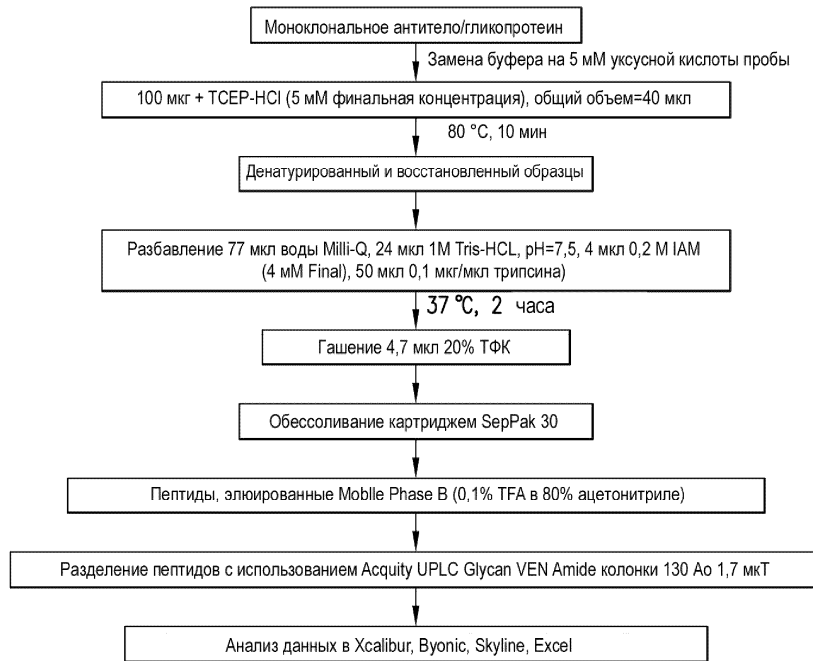 Моноклональное антитело/гликопротеин
Замена буфера на 5 мМ уксусной кислоты пробы
100 мкг + TCEP-HCl (5 мМ финальная концентрация), общий объем=40 мкл
80 °C, 10 мин
Денатурированный и восстановленный образцы
Разбавление 77 мкл воды Milli-Q, 24 мкл 1M Tris-HCL, pH=7,5, 4 мкл 0,2 M IAM
(4 мМ Final), 50 мкл 0,1 мкг/мкл трипсина)
37 °C, 2 часа
Гашение 4,7 мкл 20% ТФК
Обессоливание картриджем SepPak 30
Пептиды, элюированные Moblle Phase B (0,1% TFA в 80% ацетонитриле)
Разделение пептидов с использованием Acquity UPLC Glycan VEN Amide колонки 130 Ао 1,7 мкТ
Анализ данных в Xcalibur, Byonic, Skyline, Excel